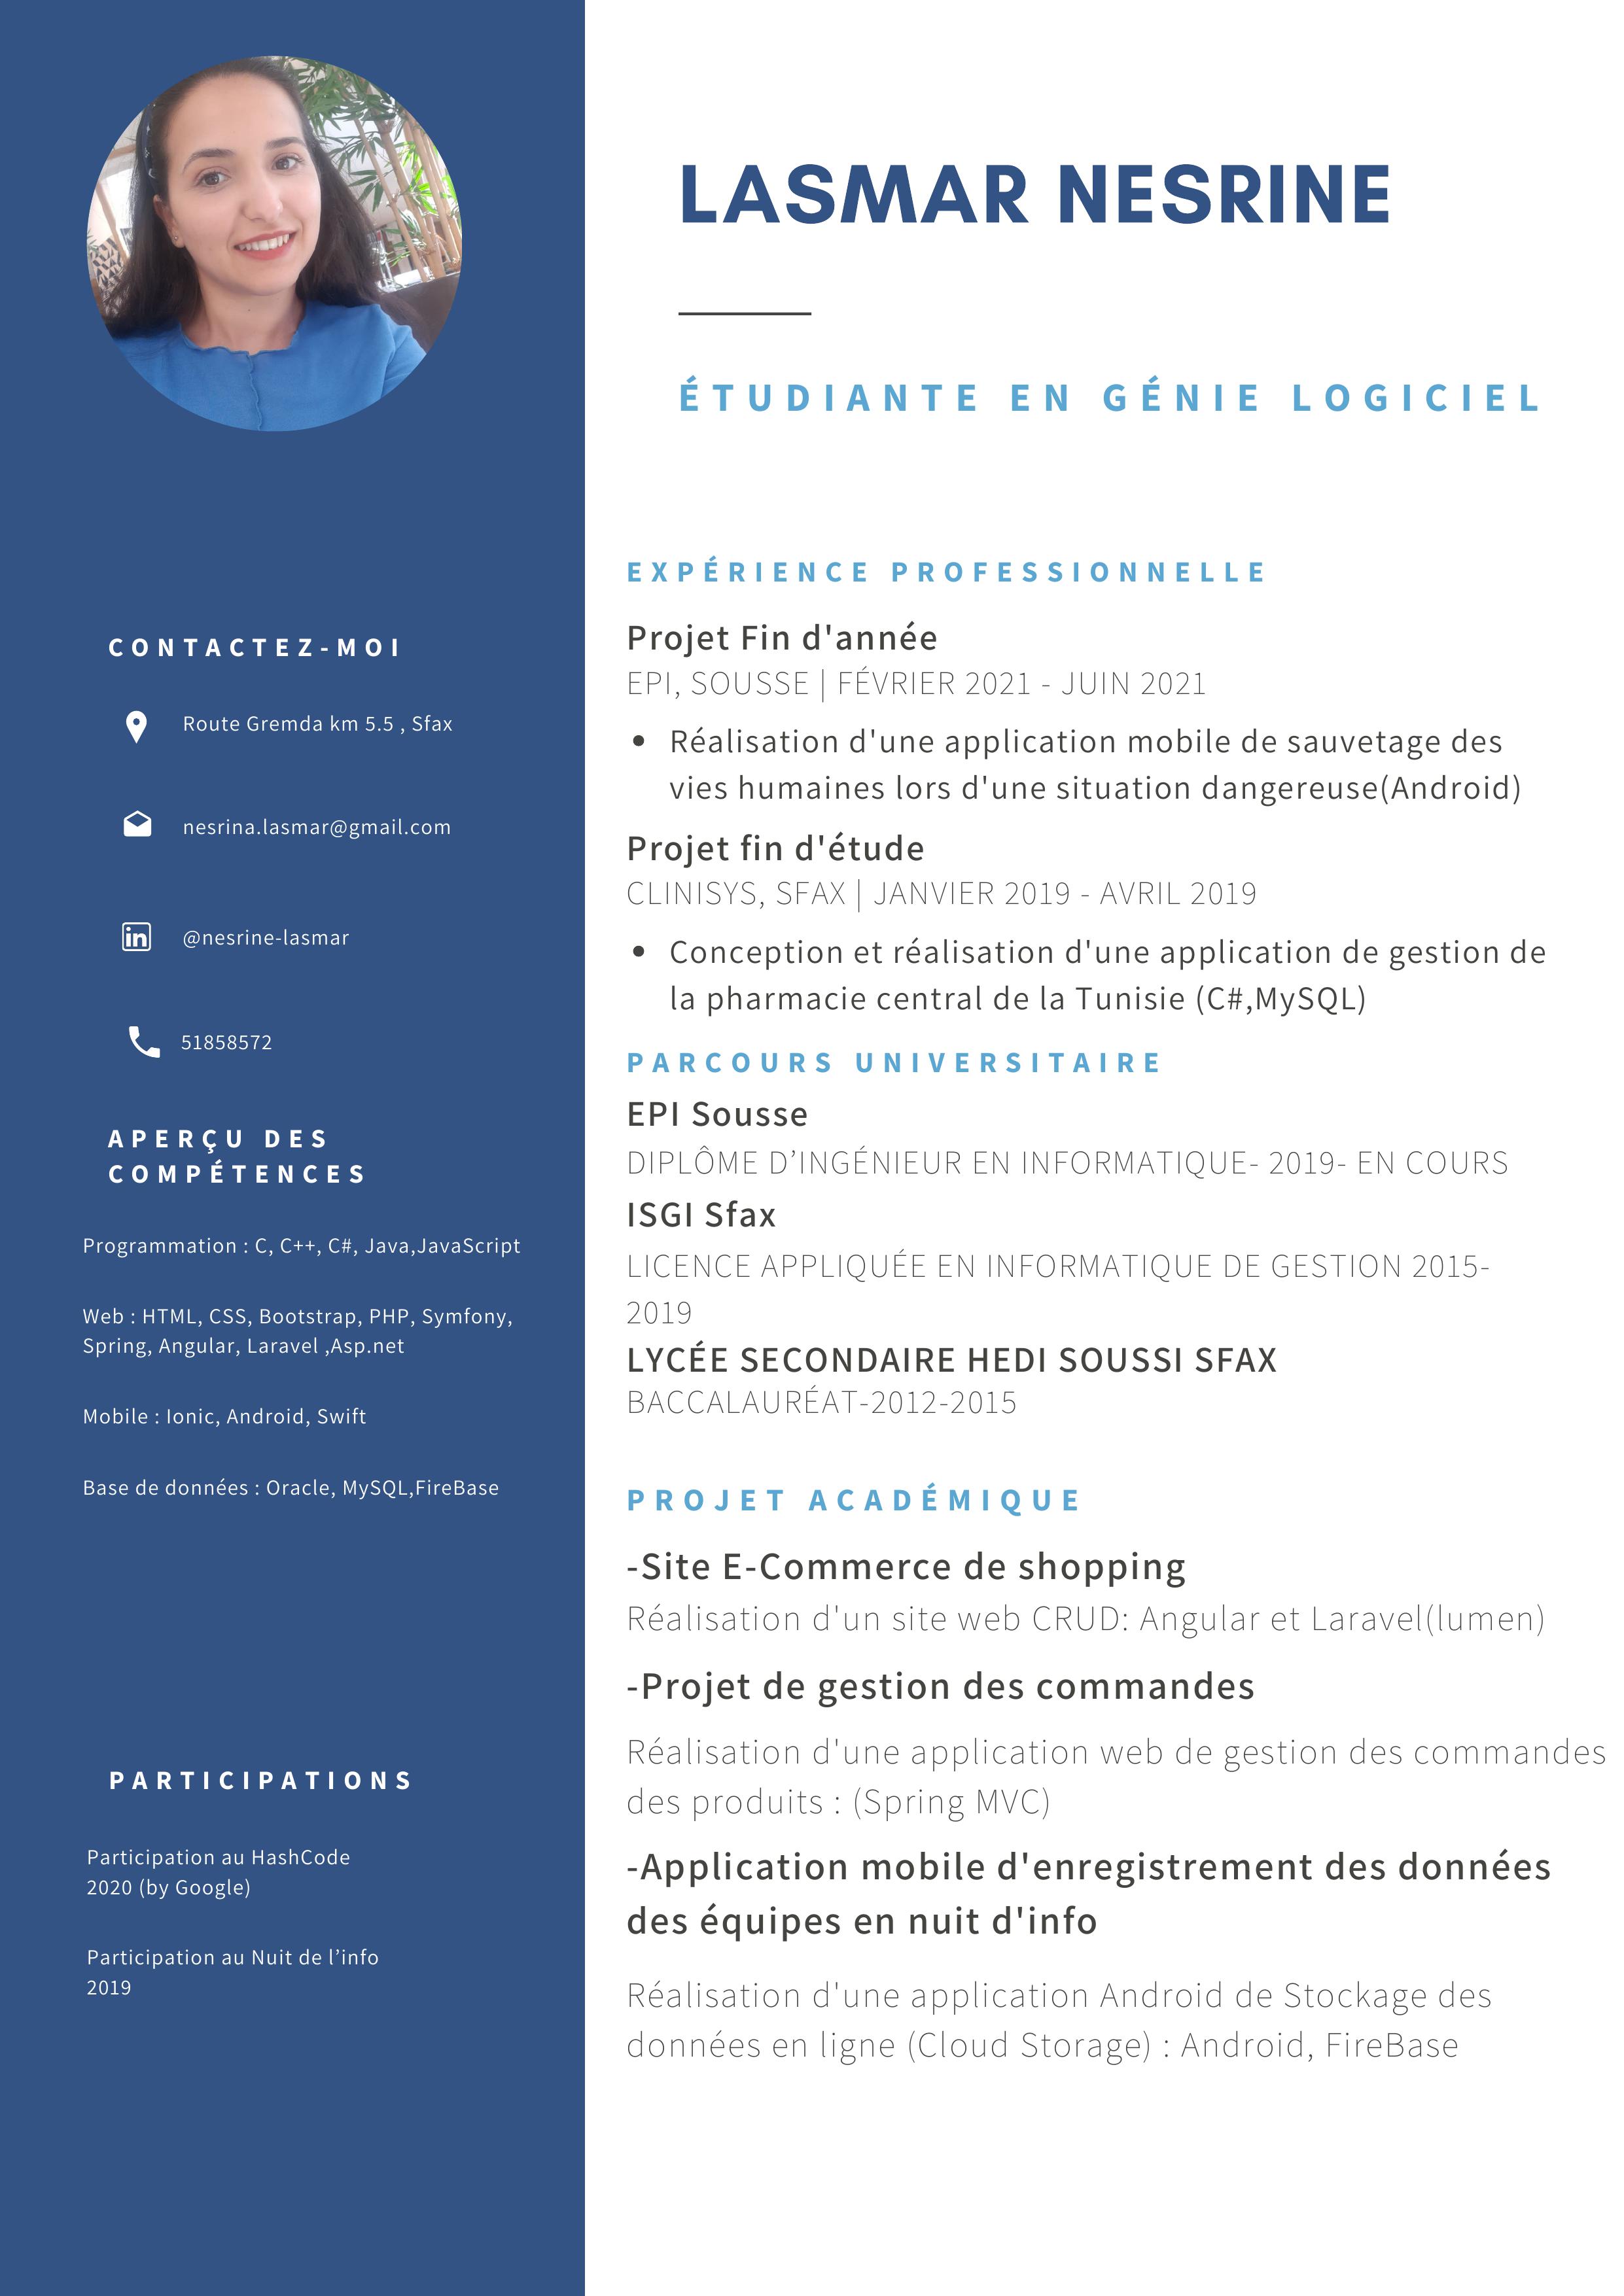 LASMAR NESRINE
ÉTUDIANTE EN GÉNIE LOGICIEL
CONTACTEZ-MOI
Route Gremda km 5.5 , Sfax
nesrina.lasmar@gmail.com
in
@nesrine-lasmar
51858572
APERÇU DES
COMPÉTENCES
Programmation : C, C++, C#, Java,JavaScript
Web : HTML, CSS, Bootstrap, PHP, Symfony,
Spring, Angular, Laravel ,Asp.net
Mobile : Ionic, Android, Swift
Base de données : Oracle, MySQL,FireBase
PARTICIPATIONS
Participation au HashCode
2020 (by Google)
Participation au Nuit de l’info
2019
EXPÉRIENCE PROFESSIONNELLE
Projet Fin d'année
EPI, SOUSSE | FÉVRIER 2021 - JUIN 2021
• Réalisation d'une application mobile de sauvetage des
vies humaines lors d'une situation dangereuse(Android)
Projet fin d'étude
CLINISYS, SFAX | JANVIER 2019 - AVRIL 2019
• Conception et réalisation d'une application de gestion de
la pharmacie central de la Tunisie (C#,MySQL)
PARCOURS UNIVERSITAIRE
EPI Sousse
DIPLÔME D’INGÉNIEUR EN INFORMATIQUE- 2019- EN COURS
ISGI Sfax
LICENCE APPLIQUÉE EN INFORMATIQUE DE GESTION 2015-
2019
LYCÉE SECONDAIRE HEDI SOUSSI SFAX
BACCALAURÉAT-2012-2015
PROJET ACADÉMIQUE
-Site E-Commerce de shopping
Réalisation d'un site web CRUD: Angular et Laravel(lumen)
-Projet de gestion des commandes
Réalisation d'une application web de gestion des commandes
des produits : (Spring MVC)
-Application mobile d'enregistrement des données
des équipes en nuit d'info
Réalisation d'une application Android de Stockage des
données en ligne (Cloud Storage) : Android, FireBase